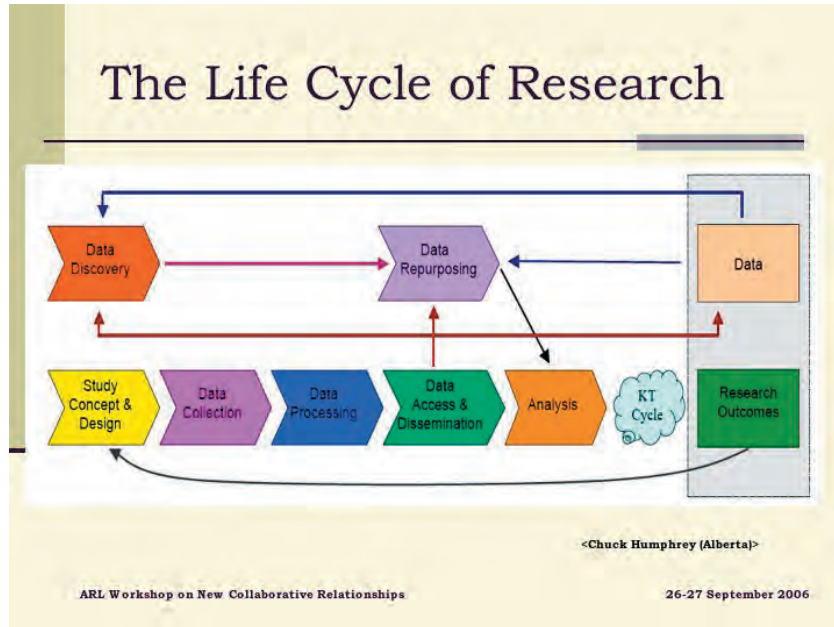 The Life Cycle of Research
Data
Discovery
Data
Repurposing
Data
Study
Concept &
Design
Data
Collection
Data
Processing
Data
Access &
Dissemination
Analysis
KT
Cycle
Research
Outcomes
<Chuck Humphrey (Alberta)>
ARL Workshop on New Collaborative Relationships
26-27 September 2006